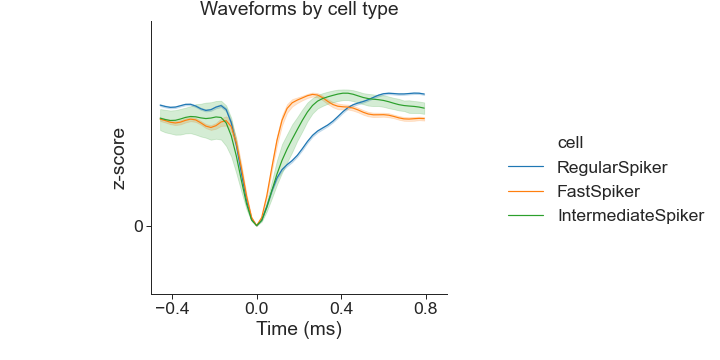 Waveforms by cell type
z-score
0
−0.4 0.0 0.4 0.8
Time (ms)
cell
RegularSpiker
FastSpiker
IntermediateSpiker